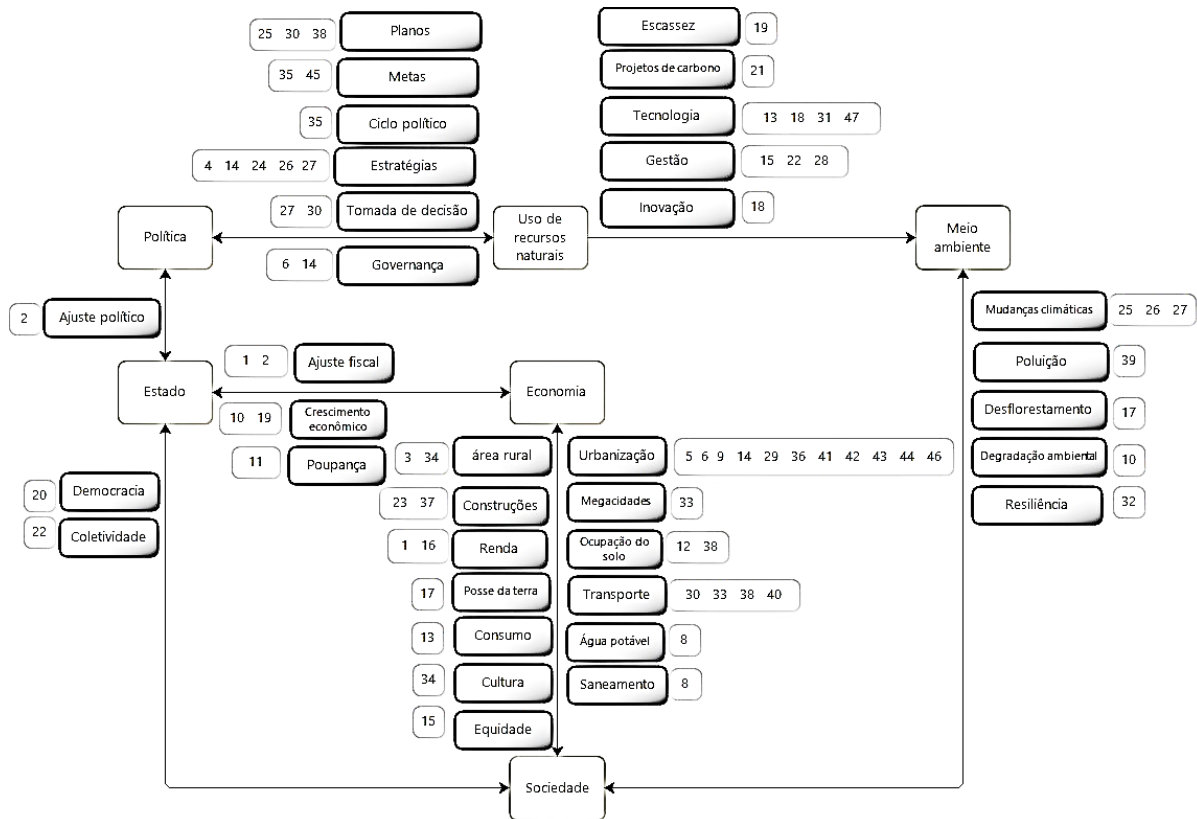 25 30 38
Planos
35 45
Metas
35
Ciclo político
4 14 24 26 27
Estratégias
27 30
Tomada de decisão
6 14
Governança
Escassez
19
Projetos de carbono
21
Tecnologia
13 18 31 47
Gestão
15 22 28
Inovação
18
Política
Uso de
recursos
naturais
Meio
ambiente
2
Ajuste político
Mudanças climáticas
25 26 27
Poluição
39
Desflorestamento
17
Degradação ambiental
10
Resiliência
32
1 2
Ajuste fiscal
Estado
Economia
10 19
Crescimento
econômico
11
Poupança
20
Democracia
22
Coletividade
3 34
área rural
23 37
Construções
1 16
Renda
17
Posse da terra
13
Consumo
34
Cultura
15
Equidade
Urbanização
5 6 9 14 29 36 41 42 43 44 46
Megacidades
33
Ocupação do
solo
12 38
Transporte
30 33 38 40
Água potável
8
Saneamento
8
Sociedade